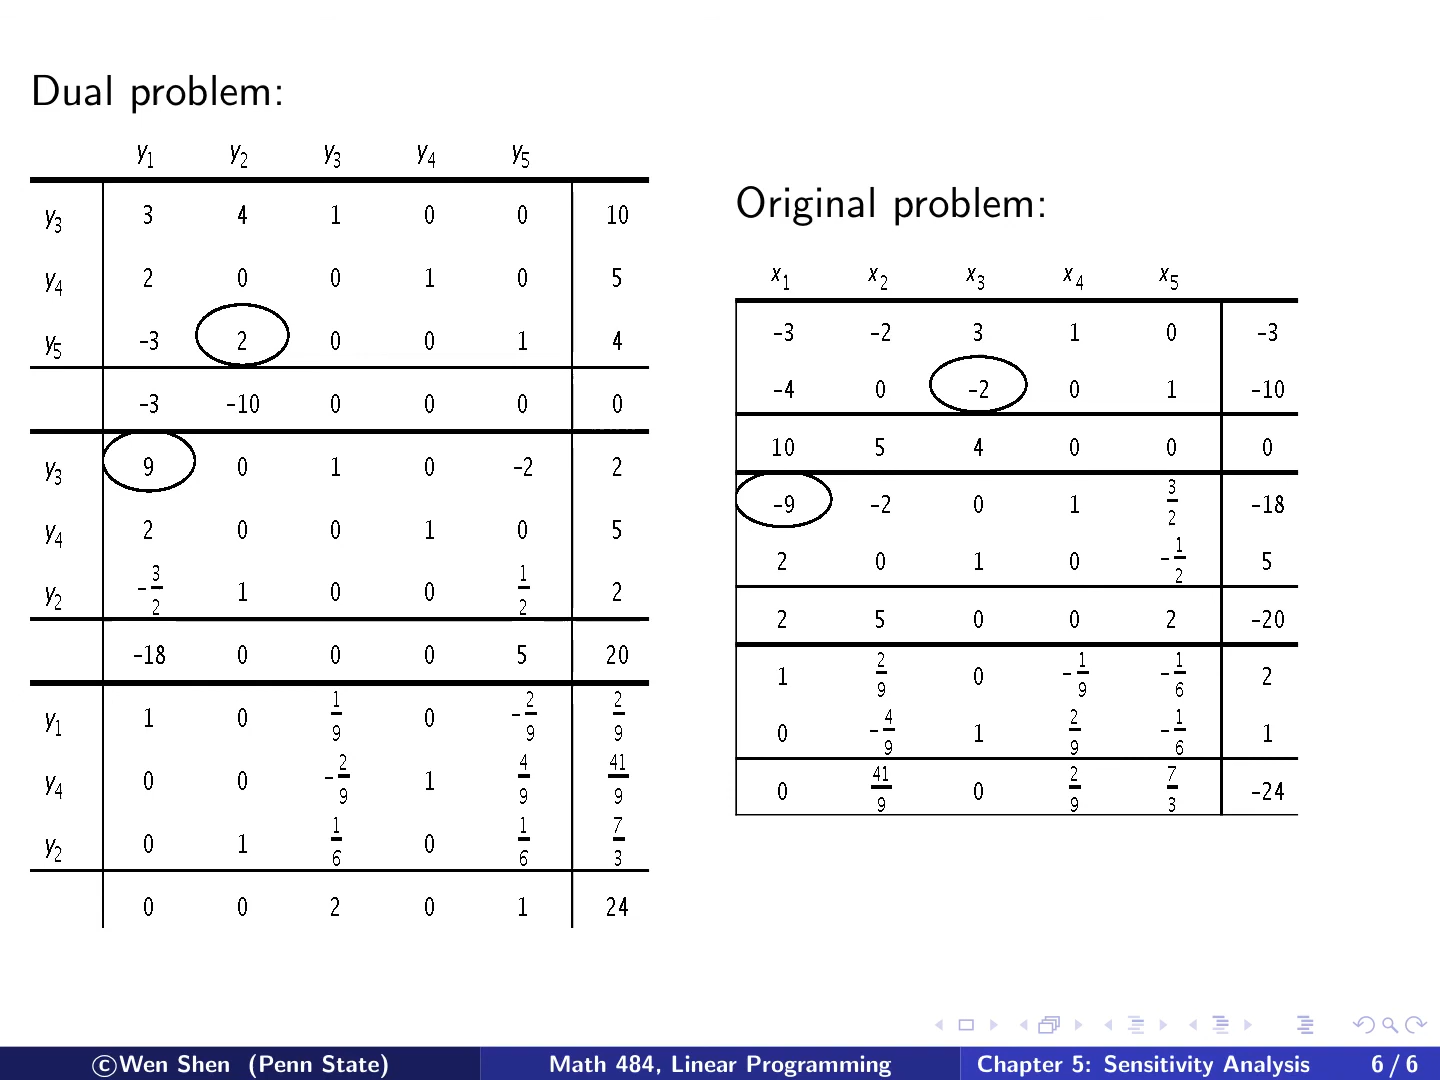 Dual problem:
y1 y2 y3 y4 y5
y3 3 4 1 0 0 10
y4 2 0 0 1 0 5
y5 –3 2 0 0 1 4
–3 –10 0 0 0 0
y3 9 0 1 0 –2 2
y4 2 0 0 1 0 5
y2 –3/2 1 0 0 1/2 2
–18 0 0 0 5 20
y1 1 0 1/9 0 –2/9 2/9
y4 0 0 –2/9 1 4/9 41/9
y2 0 1 1/6 0 1/6 7/3
0 0 2 0 1 24
Original problem:
x1 x2 x3 x4 x5
–3 –2 3 1 0 –3
–4 0 –2 0 1 –10
10 5 4 0 0 0
–9 –2 0 1 3/2 –18
2 0 1 0 –1/2 5
2 5 0 0 2 –20
1 2/9 0 –1/9 –1/6 2
0 –4/9 1 2/9 –1/6 1
0 41/9 0 2/9 7/3 –24
©Wen Shen (Penn State)
Math 484, Linear Programming
Chapter 5: Sensitivity Analysis
6 / 6